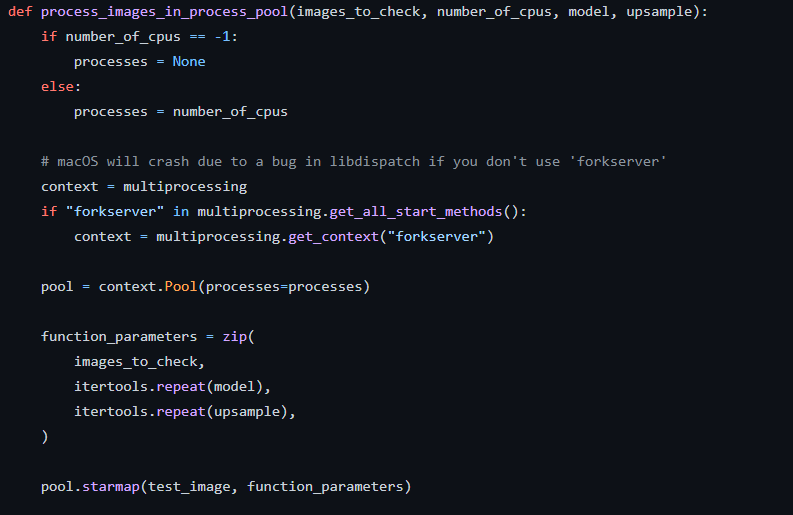 def process_images_in_process_pool(images_to_check, number_of_cpus, model, upsample):
    if number_of_cpus == -1:
        processes = None
    else:
        processes = number_of_cpus

    # macOS will crash due to a bug in libdispatch if you don't use 'forkserver'
    context = multiprocessing
    if "forkserver" in multiprocessing.get_all_start_methods():
        context = multiprocessing.get_context("forkserver")

    pool = context.Pool(processes=processes)

    function_parameters = zip(
        images_to_check,
        itertools.repeat(model),
        itertools.repeat(upsample),
    )

    pool.starmap(test_image, function_parameters)